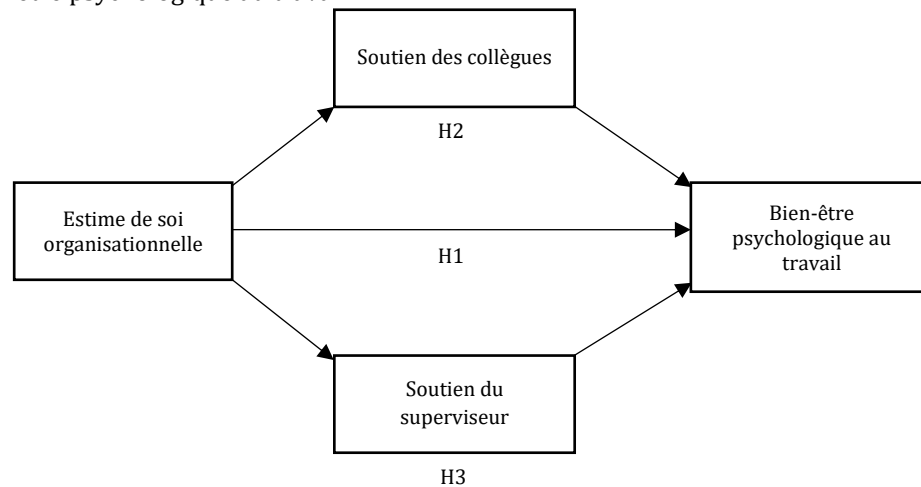 Soutien des collègues
H2
Estime de soi
organisationnelle
H1
Bien-être
psychologique au
travail
Soutien du
superviseur
H3